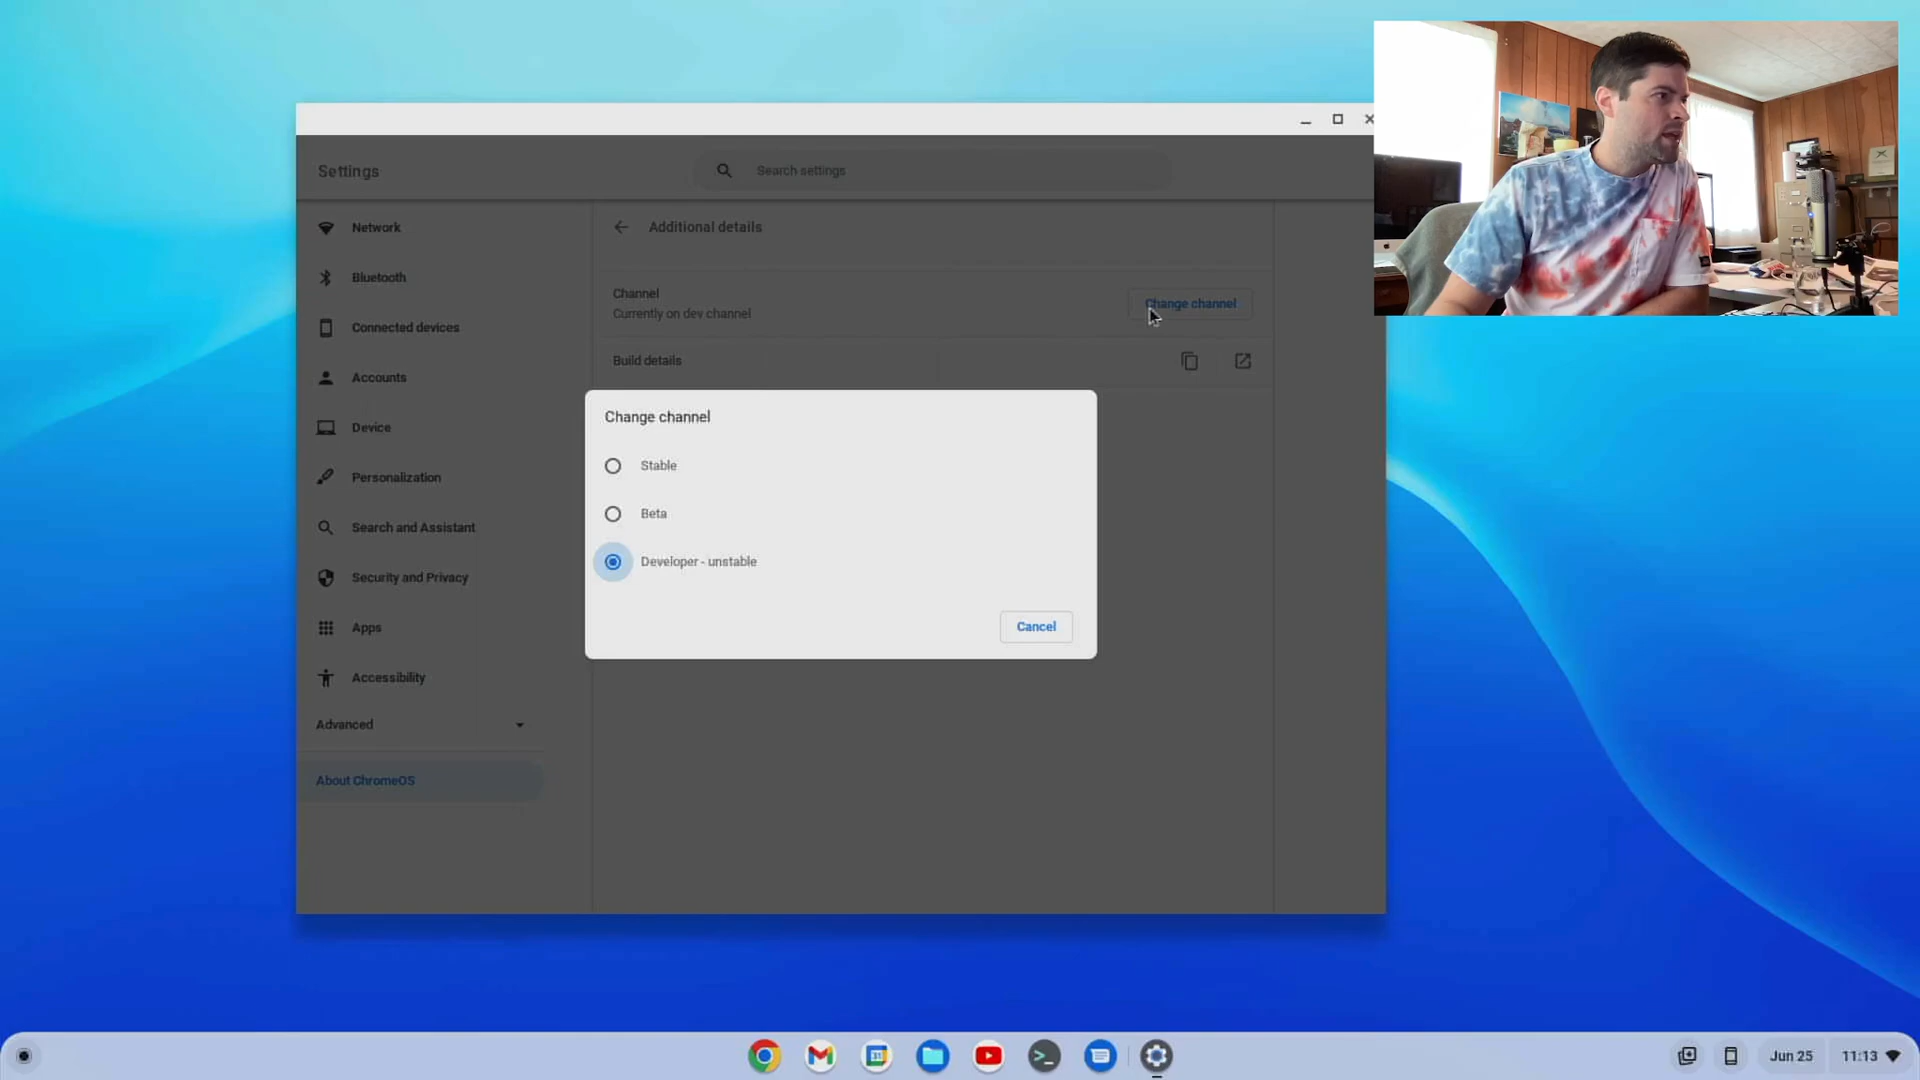 Settings
Search settings
Network
Bluetooth
Connected devices
Accounts
Device
Personalization
Search and Assistant
Security and Privacy
Apps
Accessibility
Advanced
About ChromeOS
Additional details
Channel
Currently on dev channel
Change channel
Build details
Change channel
Stable
Beta
Developer - unstable
Cancel
31
Jun 25
11:13